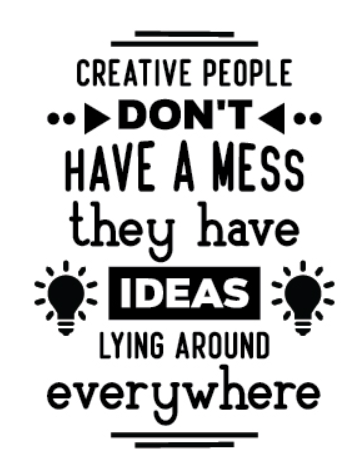 CREATIVE PEOPLE
DON'T
HAVE A MESS
they have
IDEAS
LYING AROUND
everywhere